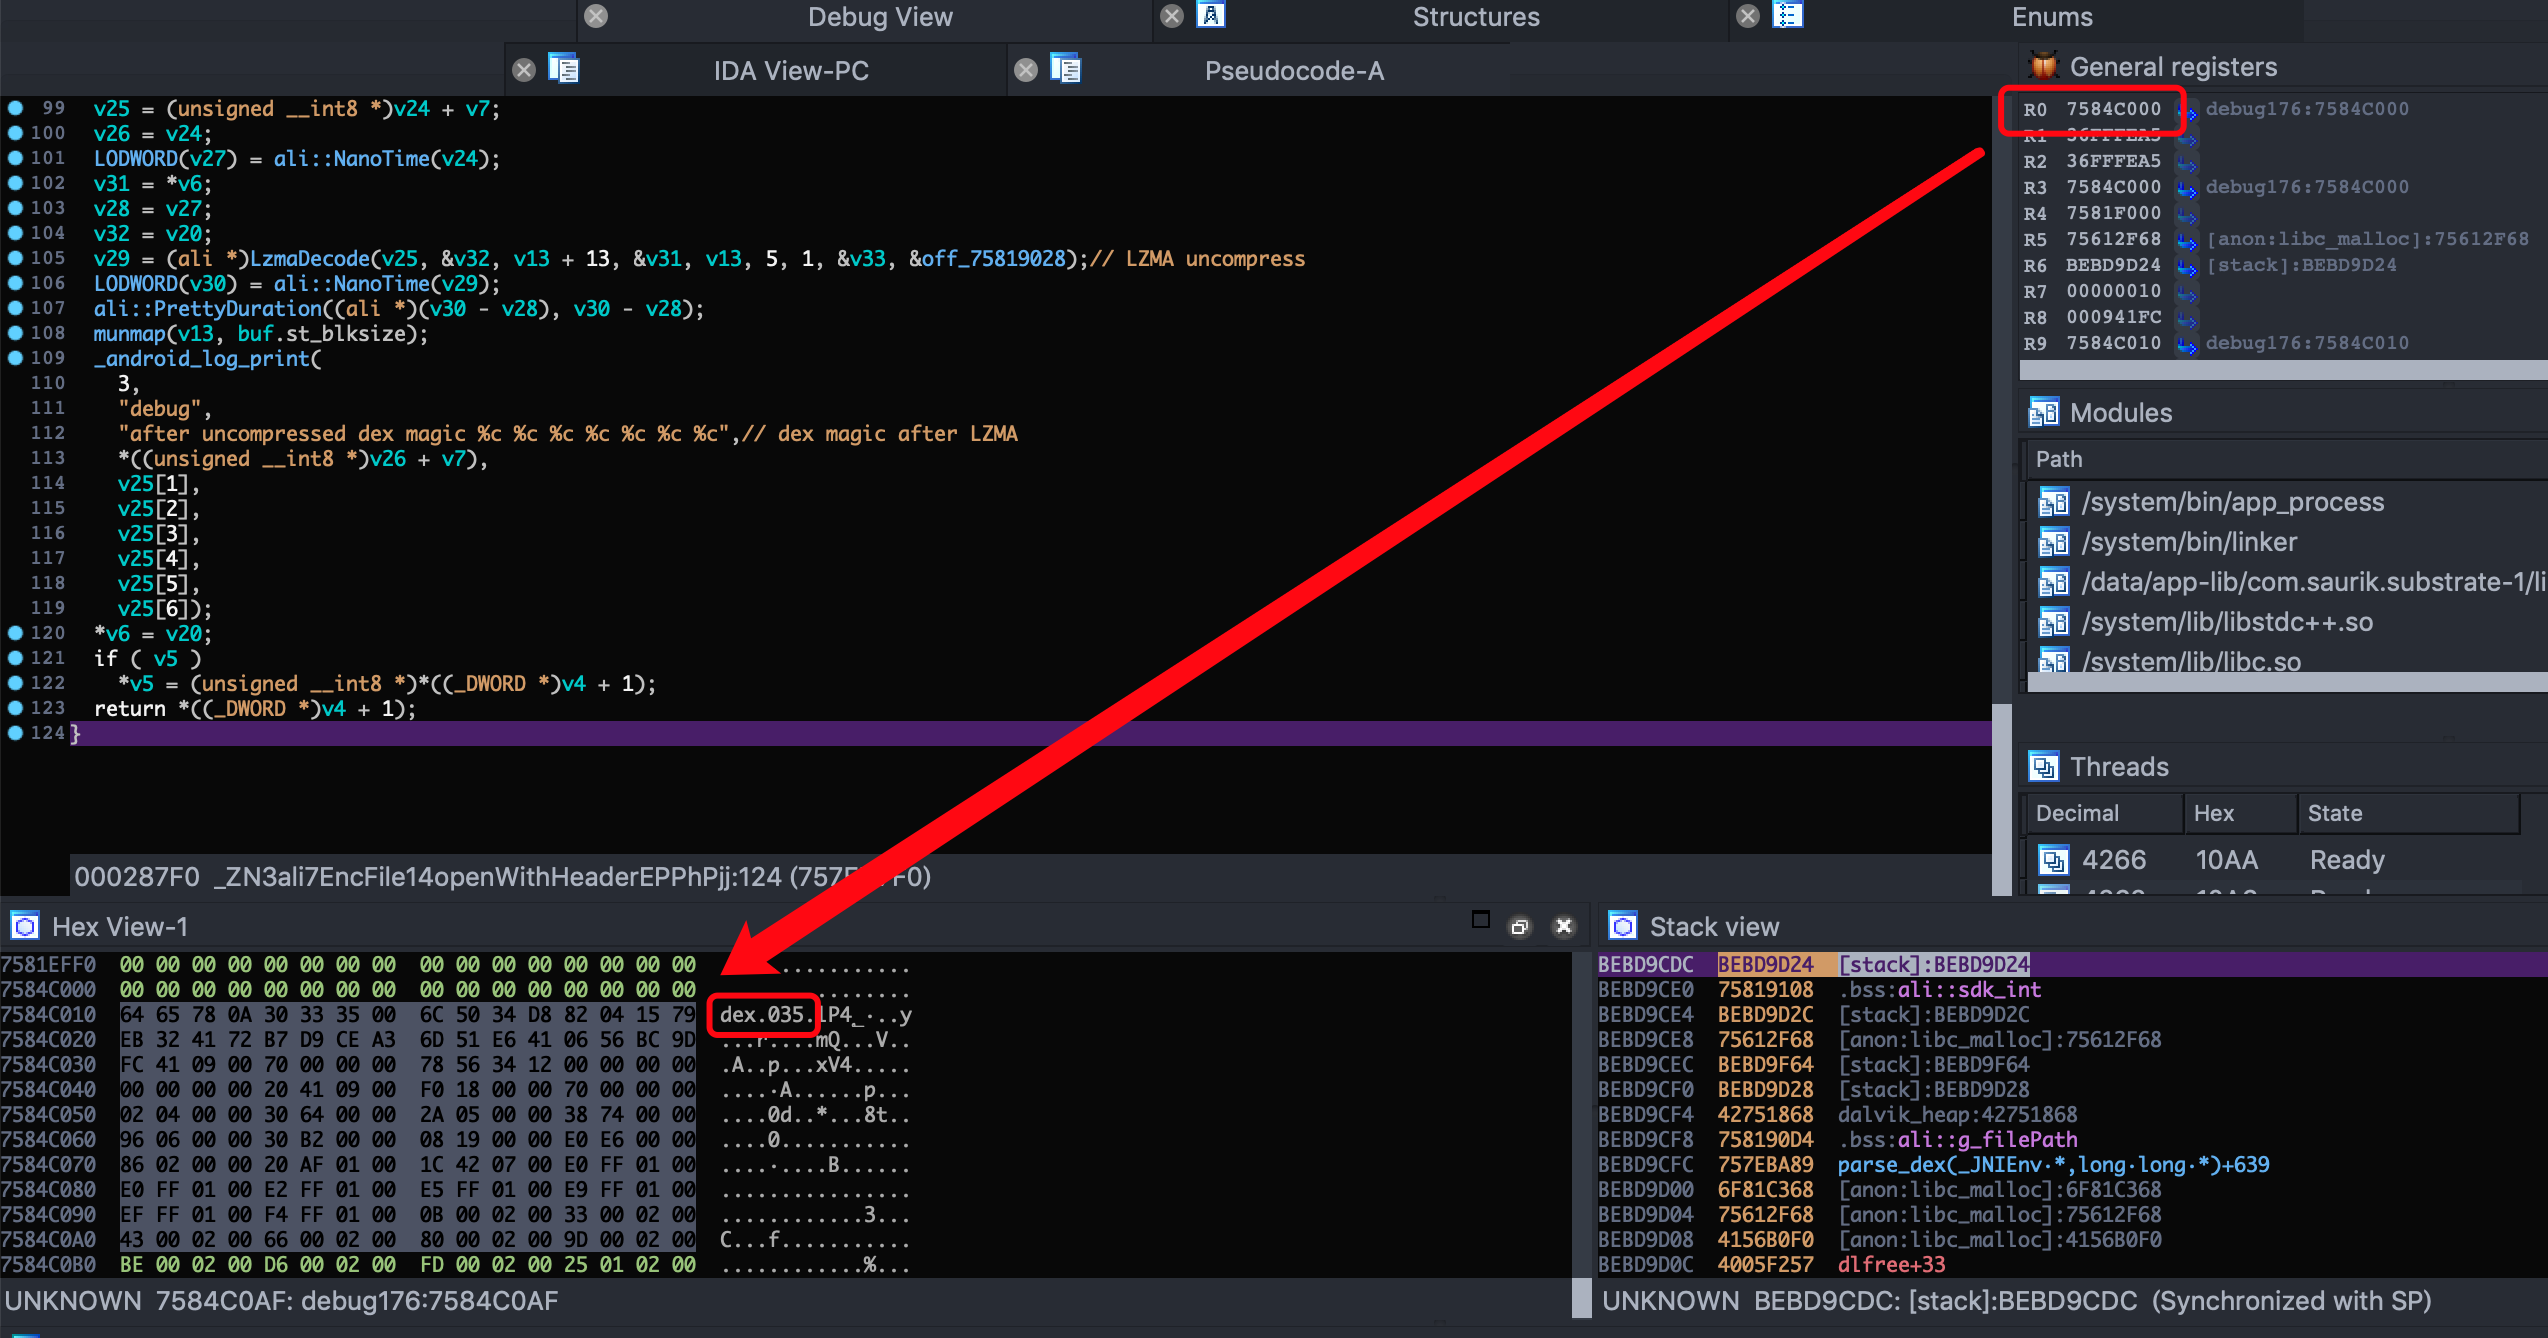 Debug View
Structures
Enums
IDA View-PC
Pseudocode-A
General registers
99 v25 = (unsigned __int8 *)v24 + v7;
100 v26 = v24;
101 LODWORD(v27) = ali::NanoTime(v24);
102 v31 = *v6;
103 v28 = v27;
104 v32 = v20;
105 v29 = (ali *)LzmaDecode(v25, &v32, v13 + 13, &v31, v13, 5, 1, &v33, &off_75819028);// LZMA uncompress
106 LODWORD(v30) = ali::NanoTime(v29);
107 ali::PrettyDuration((ali *)(v30 - v28), v30 - v28);
108 munmap(v13, buf.st_blksize);
109 _android_log_print(
110 3,
111 "debug",
112 "after uncompressed dex magic %c %c %c %c %c %c %c",// dex magic after LZMA
113 *((unsigned __int8 *)v26 + v7),
114 v25[1],
115 v25[2],
116 v25[3],
117 v25[4],
118 v25[5],
119 v25[6]);
120 *v6 = v20;
121 if ( v5 )
122 *v5 = (unsigned __int8 *)*((_DWORD *)v4 + 1);
123 return *((_DWORD *)v4 + 1);
124 }
000287F0 _ZN3ali7EncFile14openWithHeaderEPPhPjj:124
R0 7584C000 debug176:7584C000
R1 36FFFEA5
R2 36FFFEA5
R3 7584C000 debug176:7584C000
R4 7581F000
R5 75612F68 [anon:libc_malloc]:75612F68
R6 BEBD9D24 [stack]:BEBD9D24
R7 00000010
R8 000941FC
R9 7584C010 debug176:7584C010
Modules
Path
/system/bin/app_process
/system/bin/linker
/data/app-lib/com.saurik.substrate-1/li
/system/lib/libstdc++.so
/system/lib/libc.so
Threads
Decimal Hex State
4266 10AA Ready
Hex View-1
7581EFF0 00 00 00 00 00 00 00 00 00 00 00 00 00 00 00 00 ...........
7584C000 00 00 00 00 00 00 00 00 00 00 00 00 00 00 00 00 ........
7584C010 64 65 78 0A 30 33 35 00 6C 50 34 D8 82 04 15 79 dex.035.lP4_...y
7584C020 EB 32 41 72 B7 D9 CE A3 6D 51 E6 41 06 56 BC 9D ...r....mQ...V..
7584C030 FC 41 09 00 70 00 00 00 78 56 34 12 00 00 00 00 .A..p...xV4.....
7584C040 00 00 00 00 20 41 09 00 F0 18 00 00 70 00 00 00 .....A......p...
7584C050 02 04 00 00 30 64 00 00 2A 05 00 00 38 74 00 00 ....0d..*...8t..
7584C060 96 06 00 00 30 B2 00 00 08 19 00 00 E0 E6 00 00 ....0...........
7584C070 86 02 00 00 20 AF 01 00 1C 42 07 00 E0 FF 01 00 .........B......
7584C080 E0 FF 01 00 E2 FF 01 00 E5 FF 01 00 E9 FF 01 00 ................
7584C090 EF FF 01 00 F4 FF 01 00 0B 00 02 00 33 00 02 00 ............3...
7584C0A0 43 00 02 00 66 00 02 00 80 00 02 00 9D 00 02 00 C...f...........
7584C0B0 BE 00 02 00 D6 00 02 00 FD 00 02 00 25 01 02 00 ............%...
UNKNOWN 7584C0AF: debug176:7584C0AF
Stack view
BEBD9CDC BEBD9D24 [stack]:BEBD9D24
BEBD9CE0 75819108 .bss:ali::sdk_int
BEBD9CE4 BEBD9D2C [stack]:BEBD9D2C
BEBD9CE8 75612F68 [anon:libc_malloc]:75612F68
BEBD9CEC BEBD9F64 [stack]:BEBD9F64
BEBD9CF0 BEBD9D28 [stack]:BEBD9D28
BEBD9CF4 42751868 dalvik_heap:42751868
BEBD9CF8 758190D4 .bss:ali::g_filePath
BEBD9CFC 757EBA89 parse_dex(_JNIEnv·*,long·long·*)+639
BEBD9D00 6F81C368 [anon:libc_malloc]:6F81C368
BEBD9D04 75612F68 [anon:libc_malloc]:75612F68
BEBD9D08 4156B0F0 [anon:libc_malloc]:4156B0F0
BEBD9D0C 4005F257 dlfree+33
UNKNOWN BEBD9CDC: [stack]:BEBD9CDC (Synchronized with SP)